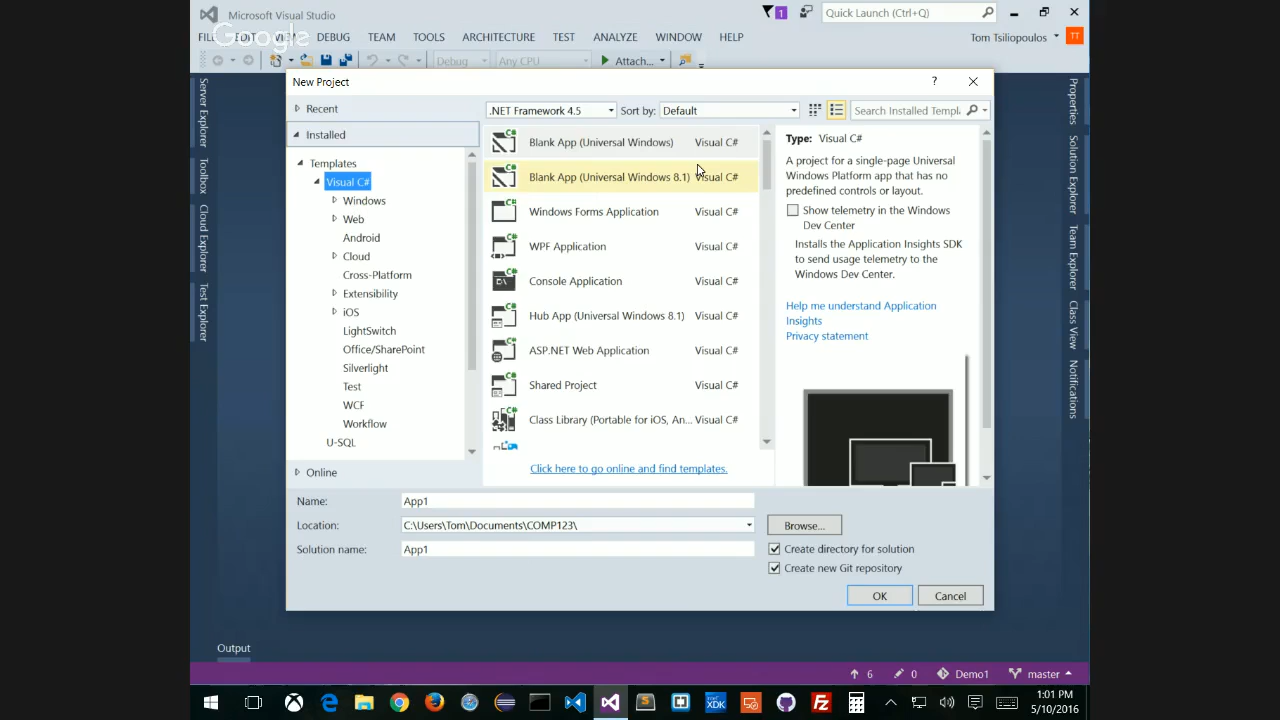 Microsoft Visual Studio
1
Quick Launch (Ctrl+Q)
Google
DEBUG TEAM TOOLS ARCHITECTURE TEST ANALYZE WINDOW HELP
Tom Tsiliopoulos TT
Debug Any CPU Attach...
New Project
?
Server Explorer
Toolbox
Cloud Explorer
Test Explorer
Recent
Installed
Templates
Visual C#
Windows
Web
Android
Cloud
Cross-Platform
Extensibility
iOS
LightSwitch
Office/SharePoint
Silverlight
Test
WCF
Workflow
U-SQL
Online
.NET Framework 4.5 Sort by: Default
Search Installed Templ
Blank App (Universal Windows) Visual C#
Blank App (Universal Windows 8.1) Visual C#
Windows Forms Application Visual C#
WPF Application Visual C#
Console Application Visual C#
Hub App (Universal Windows 8.1) Visual C#
ASP.NET Web Application Visual C#
Shared Project Visual C#
Class Library (Portable for iOS, An... Visual C#
Click here to go online and find templates.
Type: Visual C#
A project for a single-page Universal
Windows Platform app that has no
predefined controls or layout.
Show telemetry in the Windows
Dev Center
Installs the Application Insights SDK
to send usage telemetry to the
Windows Dev Center.
Help me understand Application
Insights
Privacy statement
Name: App1
Location: C:\Users\Tom\Documents\COMP123\
Browse...
Solution name: App1
Create directory for solution
Create new Git repository
OK Cancel
Properties
Solution Explorer
Team Explorer
Class View
Notifications
Output
6 0 Demo1 master
1:01 PM
5/10/2016